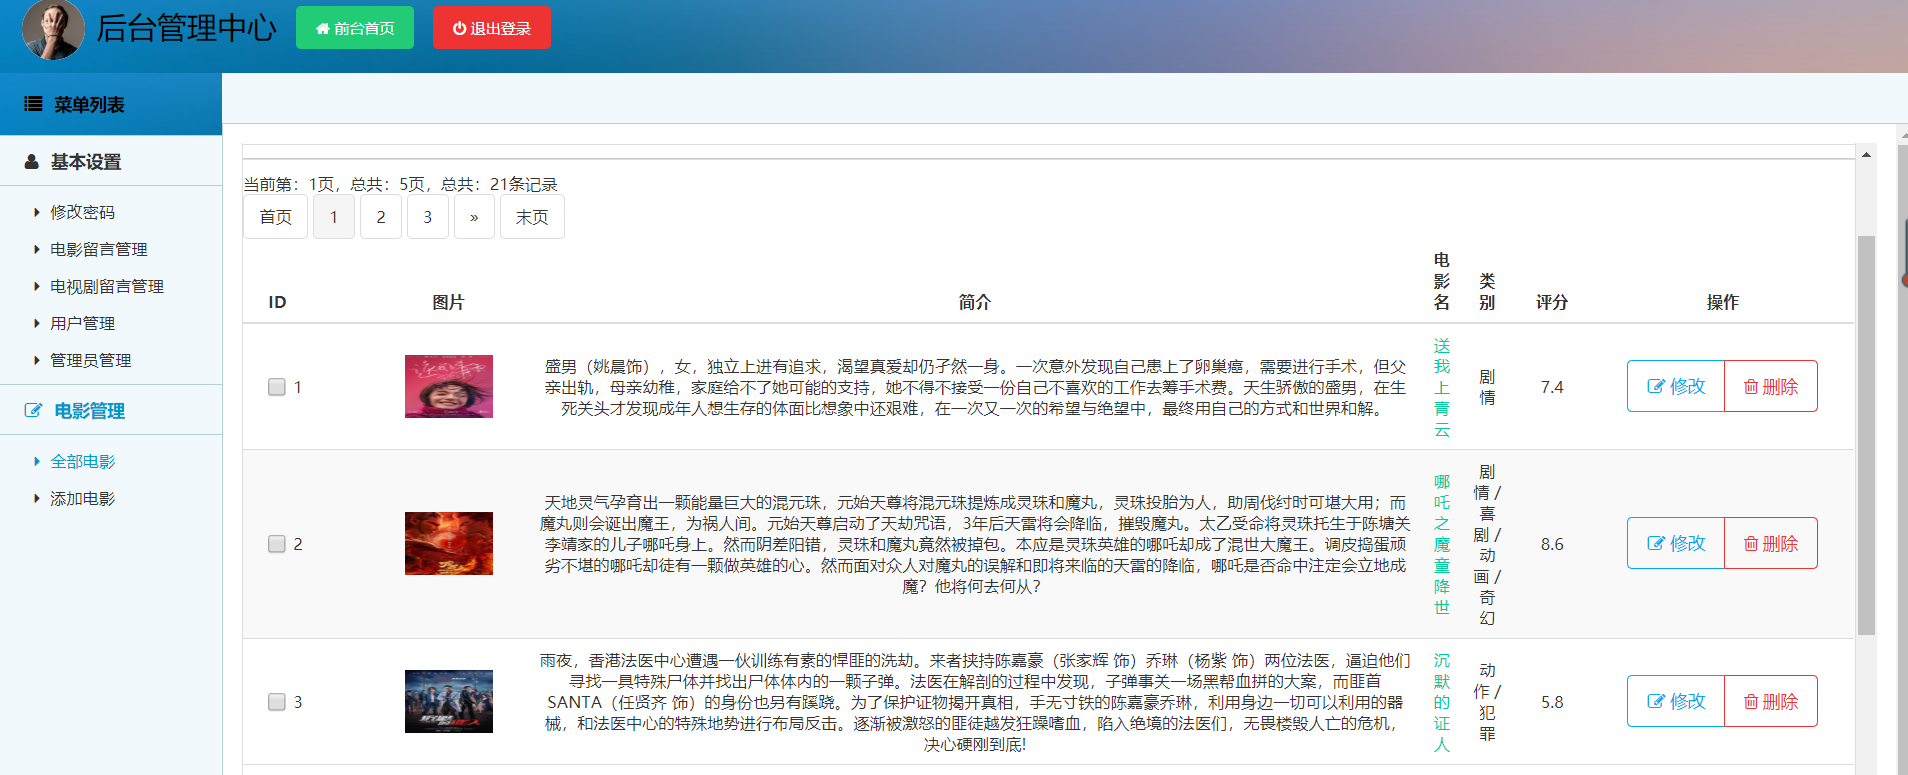 后台管理中心 前台首页 退出登录
菜单列表
基本设置
修改密码
电影留言管理
电视剧留言管理
用户管理
管理员管理
电影管理
全部电影
添加电影
当前第：1页，总共：5页，总共：21条记录
首页 1 2 3 » 末页
ID 图片 简介 电影名 类别 评分 操作
1
盛男（姚晨饰），女，独立上进有追求，渴望真爱却仍孑然一身。一次意外发现自己患上了卵巢癌，需要进行手术，但父
亲出轨，母亲幼稚，家庭给不了她可能的支持，她不得不接受一份自己不喜欢的工作去筹手术费。天生骄傲的盛男，在生
死关头才发现成年人想生存的体面比想象中还艰难，在一次又一次的希望与绝望中，最终用自己的方式和世界和解。
送
我
上
青
云
剧
情
7.4
修改 删除
2
天地灵气孕育出一颗能量巨大的混元珠，元始天尊将混元珠提炼成灵珠和魔丸，灵珠投胎为人，助周伐纣时可堪大用；而
魔丸则会诞出魔王，为祸人间。元始天尊启动了天劫咒语，3年后天雷将会降临，摧毁魔丸。太乙受命将灵珠托生于陈塘关
李靖家的儿子哪吒身上。然而阴差阳错，灵珠和魔丸竟然被掉包。本应是灵珠英雄的哪吒却成了混世大魔王。调皮捣蛋顽
劣不堪的哪吒却徒有一颗做英雄的心。然而面对众人对魔丸的误解和即将来临的天雷的降临，哪吒是否命中注定会立地成
魔？他将何去何从？
哪
吒
之
魔
童
降
世
剧
情 /
喜
剧 /
动
画 /
奇
幻
8.6
修改 删除
3
雨夜，香港法医中心遭遇一伙训练有素的悍匪的洗劫。来者挟持陈嘉豪（张家辉 饰）乔琳（杨紫 饰）两位法医，逼迫他们
寻找一具特殊尸体并找出尸体体内的一颗子弹。法医在解剖的过程中发现，子弹事关一场黑帮血拼的大案，而匪首
SANTA（任贤齐 饰）的身份也另有蹊跷。为了保护证物揭开真相，手无寸铁的陈嘉豪乔琳，利用身边一切可以利用的器
械，和法医中心的特殊地势进行布局反击。逐渐被激怒的匪徒越发狂躁嗜血，陷入绝境的法医们，无畏楼毁人亡的危机，
决心硬刚到底!
沉
默
的
证
人
动
作 /
犯
罪
5.8
修改 删除